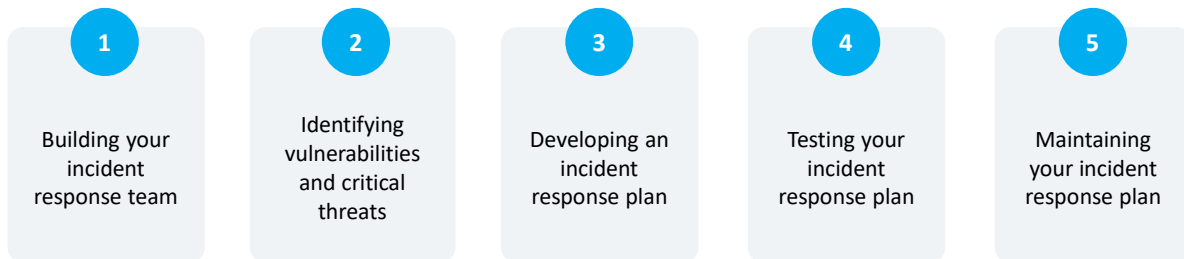 1
Building your
incident
response team
2
Identifying
vulnerabilities
and critical
threats
3
Developing an
incident
response plan
4
Testing your
incident
response plan
5
Maintaining
your incident
response plan